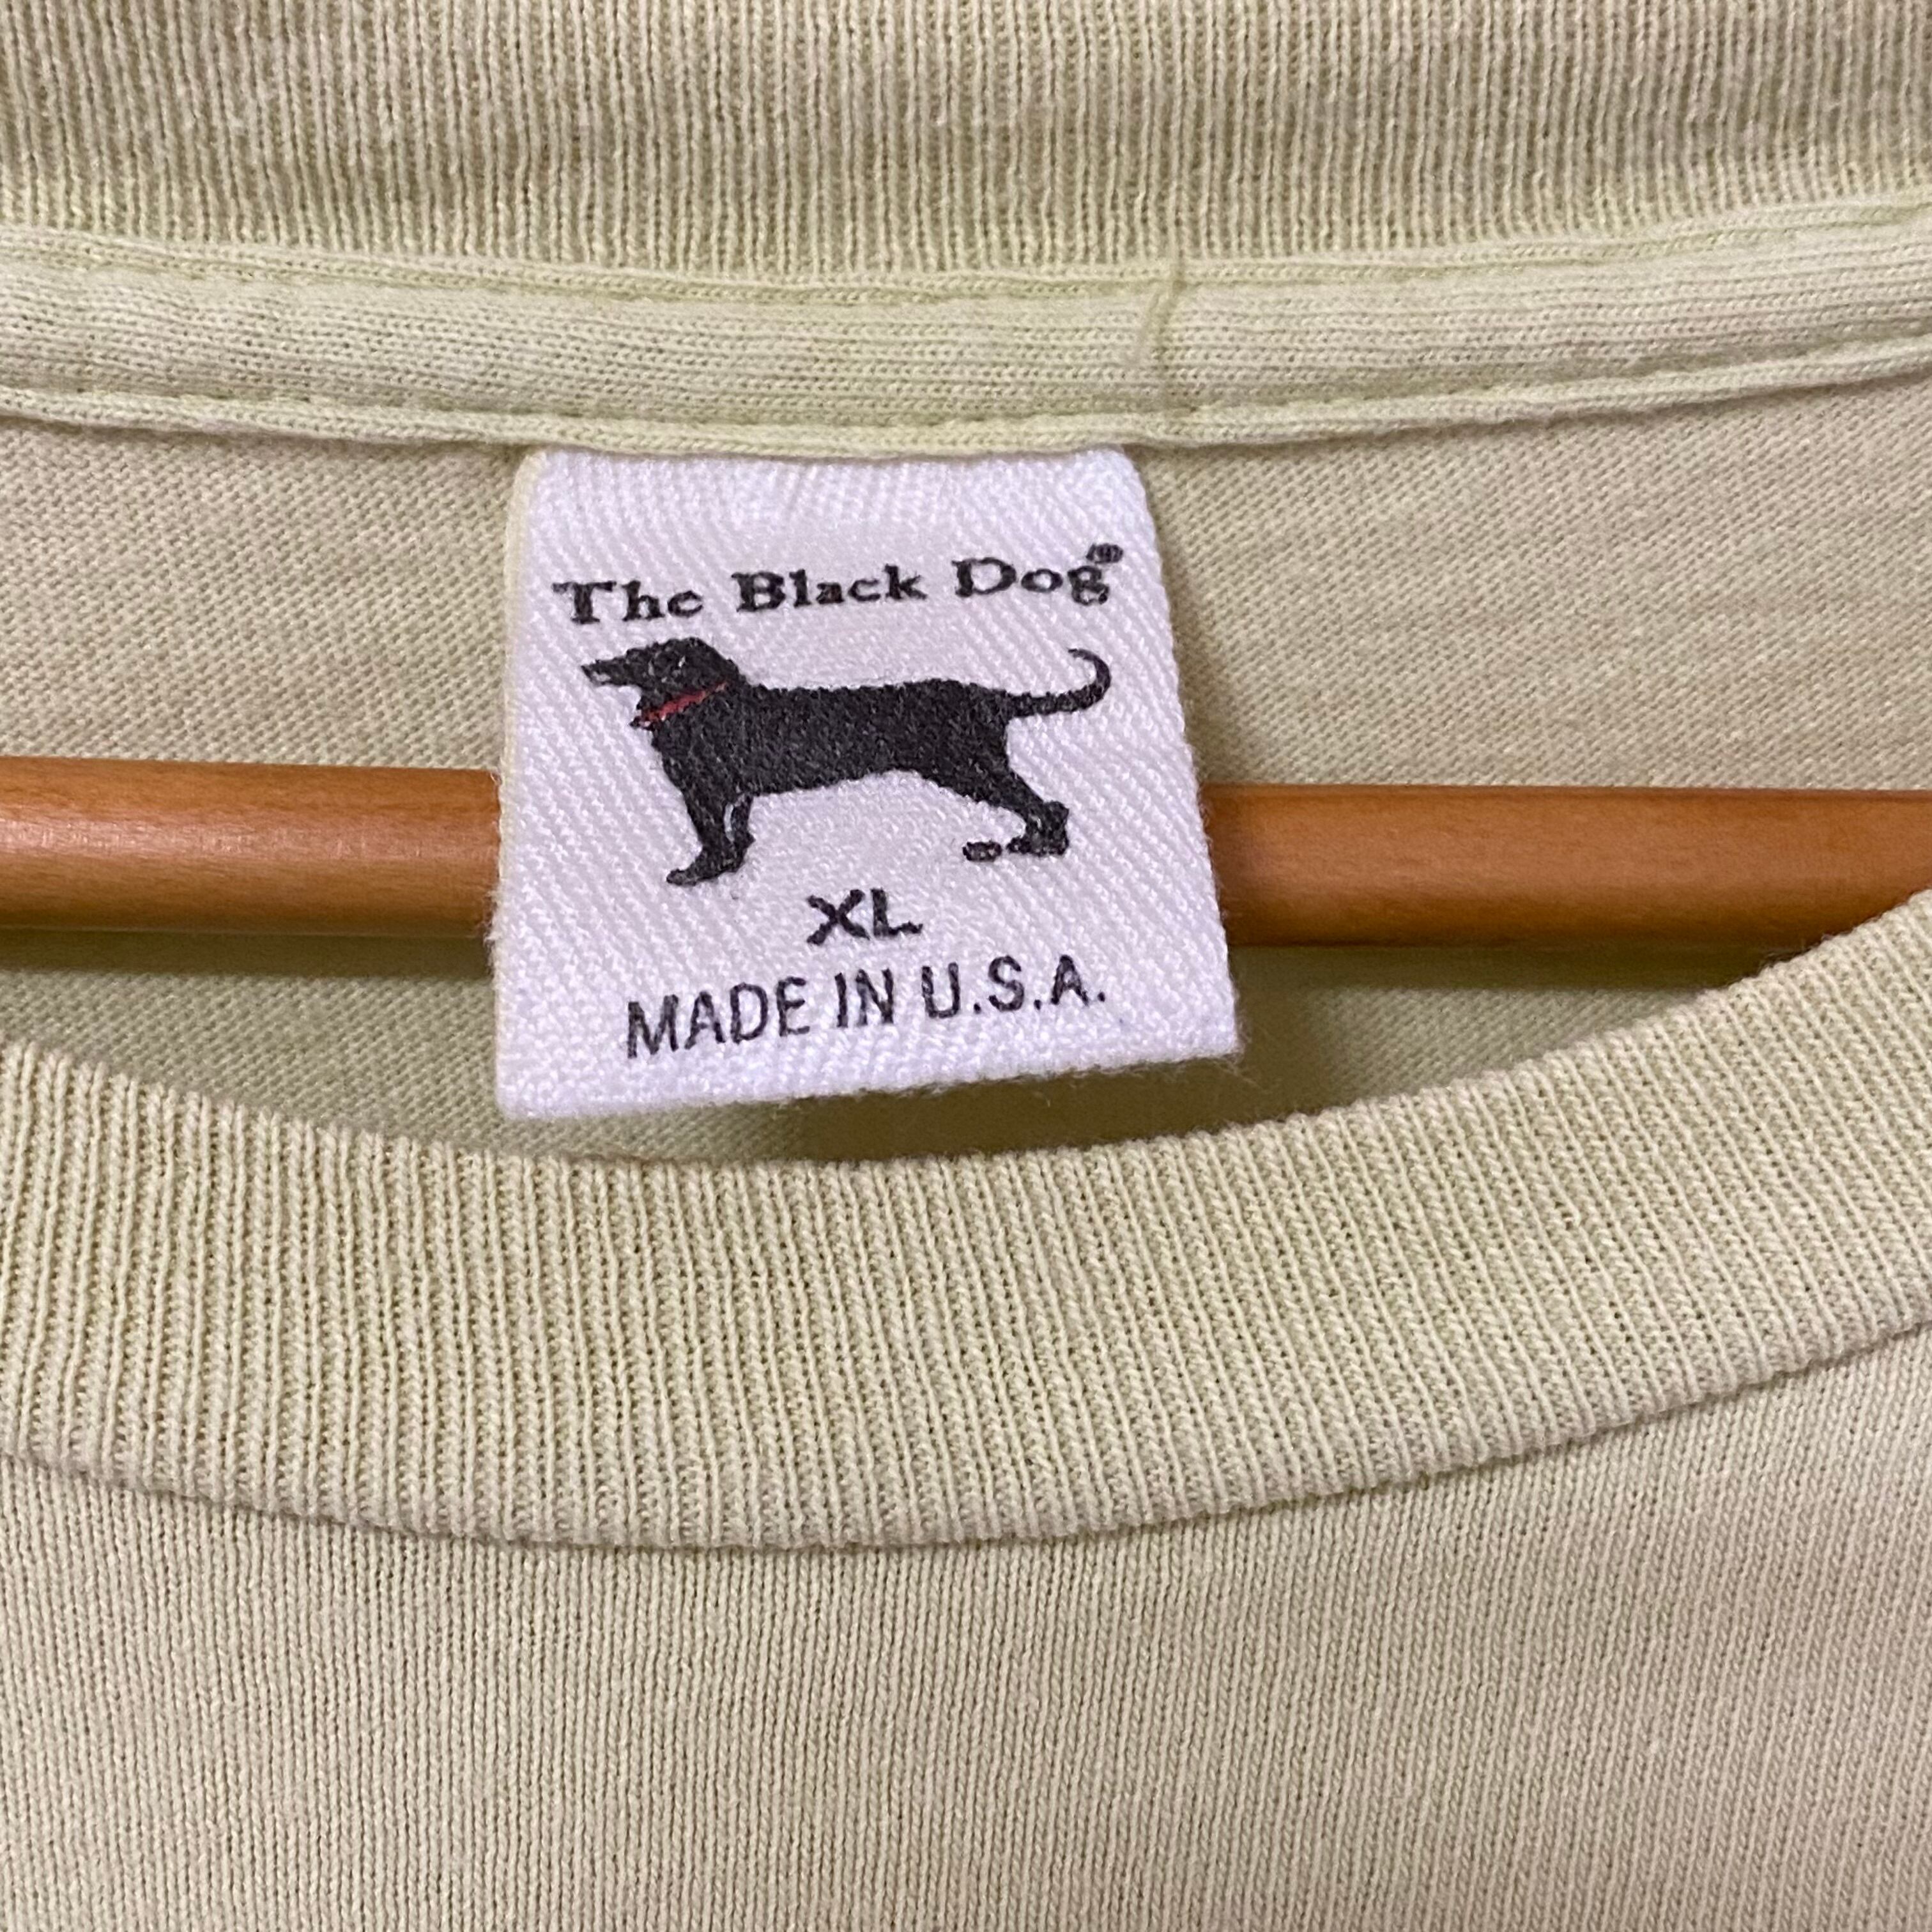 The Black Dog®
XL
MADE IN U.S.A.